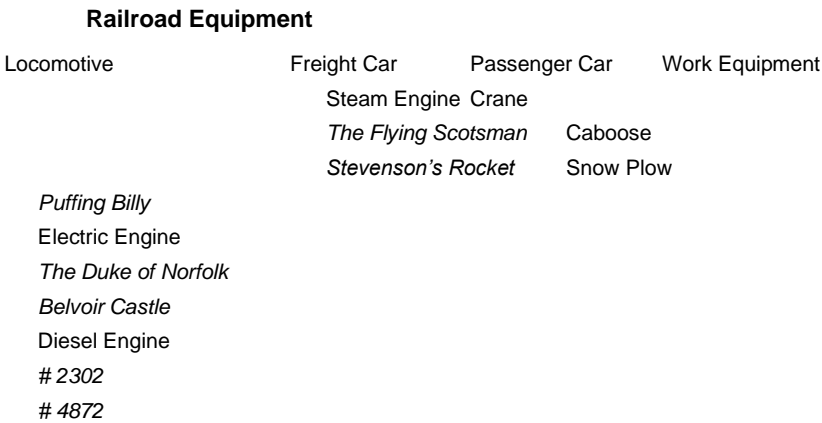 Railroad Equipment
Locomotive Freight Car Passenger Car Work Equipment
Steam Engine Crane
The Flying Scotsman Caboose
Stevenson's Rocket Snow Plow
Puffing Billy
Electric Engine
The Duke of Norfolk
Belvoir Castle
Diesel Engine
# 2302
# 4872